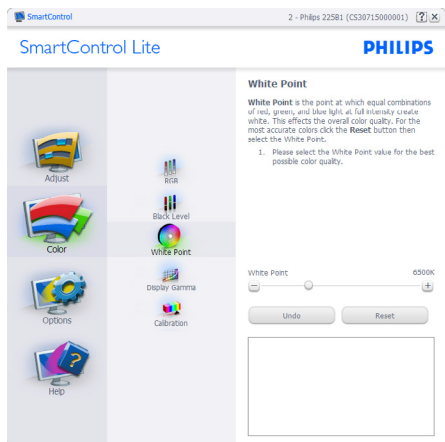 SmartControl
2 - Philips 225B1 (CS30715000001)
SmartControl Lite
PHILIPS
Adjust
Color
Options
Help
RGB
Black Level
White Point
Display Gamma
Calibration
White Point
White Point is the point at which equal combinations
of red, green, and blue light at full intensity create
white. This effects the overall color quality. For the
most accurate colors click the Reset button then
select the White Point.
1. Please select the White Point value for the best
possible color quality.
White Point 6500K
Undo
Reset